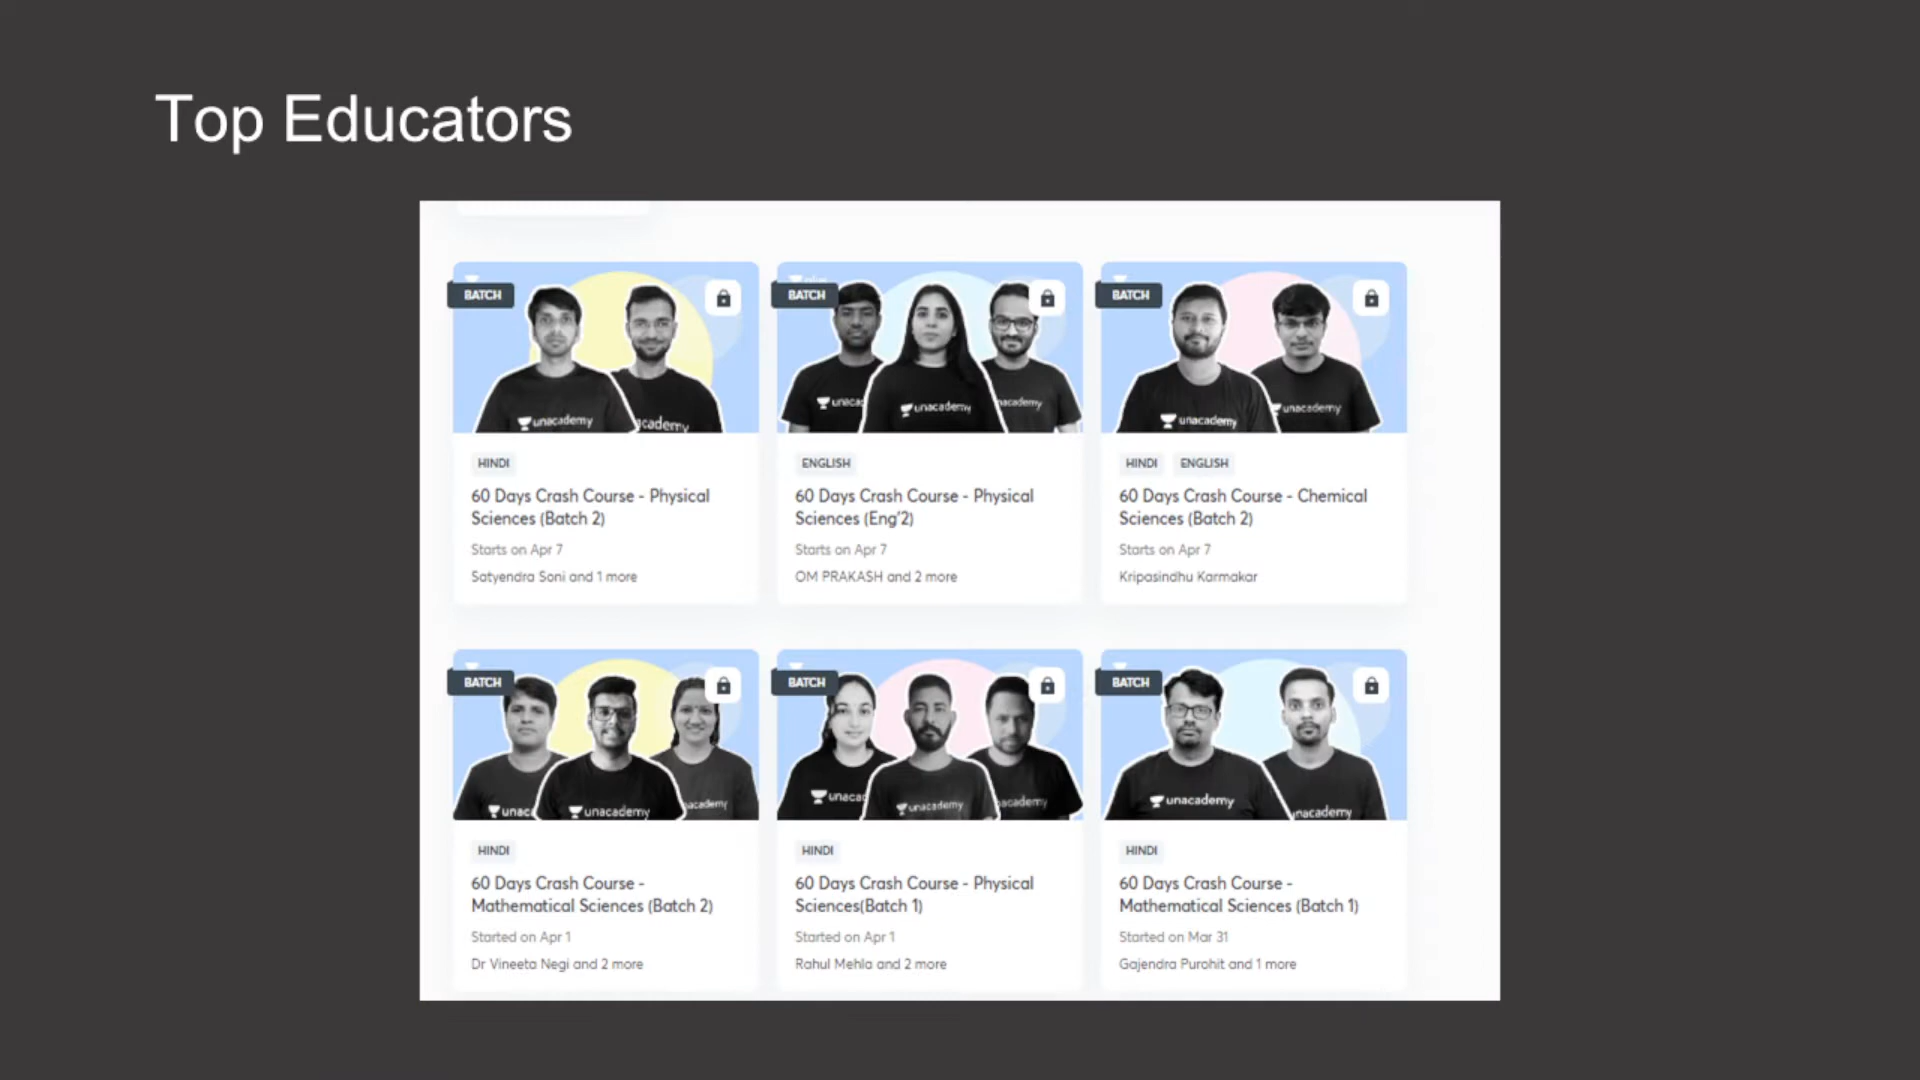 Top Educators
BATCH
BATCH
BATCH
unacademy
unacademy
unacademy
unacademy
HINDI
ENGLISH
HINDI ENGLISH
60 Days Crash Course - Physical
Sciences (Batch 2)
60 Days Crash Course - Physical
Sciences (Eng'2)
60 Days Crash Course - Chemical
Sciences (Batch 2)
Starts on Apr 7
Starts on Apr 7
Starts on Apr 7
Satyendra Soni and 1 more
OM PRAKASH and 2 more
Kripasindhu Karmakar
BATCH
BATCH
BATCH
unacademy
unacademy
unacademy
HINDI
HINDI
HINDI
60 Days Crash Course -
Mathematical Sciences (Batch 2)
60 Days Crash Course - Physical
Sciences(Batch 1)
60 Days Crash Course -
Mathematical Sciences (Batch 1)
Started on Apr 1
Started on Apr 1
Started on Mar 31
Dr Vineeta Negi and 2 more
Rahul Mehla and 2 more
Gajendra Purohit and 1 more